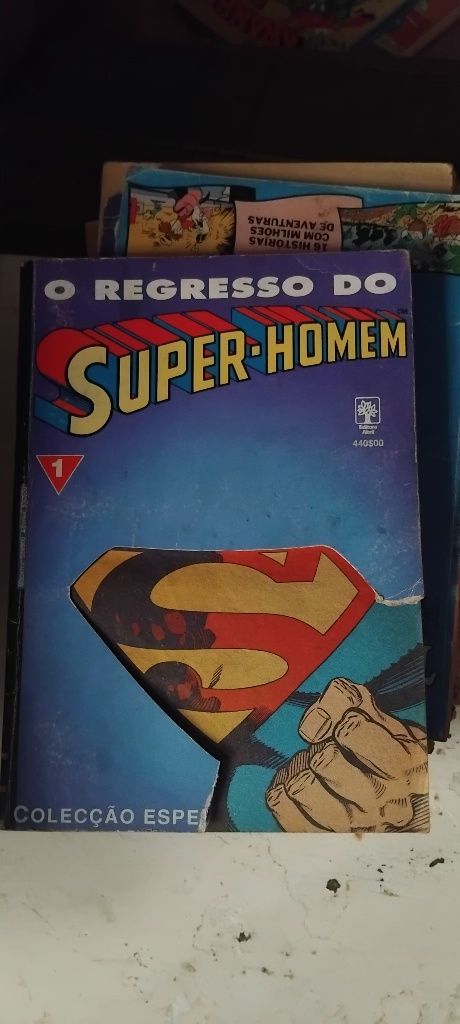 16 HISTÓRIAS
COM MILHÕES
DE AVENTURAS
O REGRESSO DO
SUPER-HOMEM
TM
Editora
Abril
440$00
1
S
COLECÇÃO ESPE